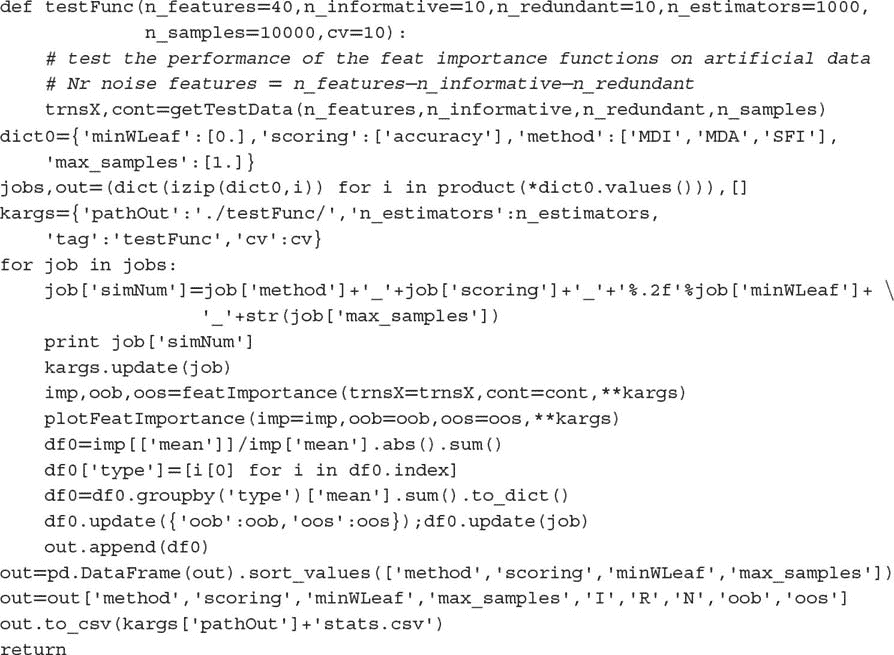 def testFunc(n_features=40,n_informative=10,n_redundant=10,n_estimators=1000,
n_samples=10000,cv=10):
# test the performance of the feat importance functions on artificial data
# Nr noise features = n_features—n_informative—n_redundant
trnsX,cont=getTestData(n_features,n_informative,n_redundant,n_samples)
dict0={'minWLeaf':[0.],'scoring':['accuracy'],'method':['MDI','MDA','SFI'],
'max_samples':[1.]}
jobs,out=(dict(izip(dict0,i)) for i in product(*dict0.values())),[]
kargs={'pathOut':'./testFunc/','n_estimators':n_estimators,
'tag':'testFunc','cv':cv}
for job in jobs:
job['simNum']=job['method']+'_'+job['scoring']+'_'+'%.2f'%job['minWLeaf']+ \
'_'+str(job['max_samples'])
print job['simNum']
kargs.update(job)
imp,oob,oos=featImportance(trnsX=trnsX,cont=cont,**kargs)
plotFeatImportance(imp=imp,oob=oob,oos=oos,**kargs)
df0=imp[['mean']]/imp['mean'].abs().sum()
df0['type']=[i[0] for i in df0.index]
df0=df0.groupby('type')['mean'].sum().to_dict()
df0.update({'oob':oob,'oos':oos});df0.update(job)
out.append(df0)
out=pd.DataFrame(out).sort_values(['method','scoring','minWLeaf','max_samples'])
out=out['method','scoring','minWLeaf','max_samples','I','R','N','oob','oos']
out.to_csv(kargs['pathOut']+'stats.csv')
return